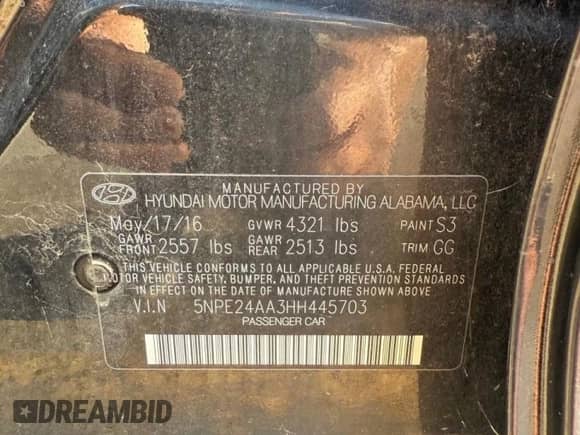 MANUFACTURED BY
HYUNDAI MOTOR MANUFACTURING ALABAMA, LLC
May/17/16 GVWR 4321 lbs PAINT S3
GAWR FRONT 2557 lbs GAWR REAR 2513 lbs TRIM GG
THIS VEHICLE CONFORMS TO ALL APPLICABLE U.S.A. FEDERAL
MOTOR VEHICLE SAFETY, BUMPER, AND THEFT PREVENTION STANDARDS
IN EFFECT ON THE DATE OF MANUFACTURE SHOWN ABOVE.
V.I.N 5NPE24AA3HH445703
PASSENGER CAR
DREAMBID